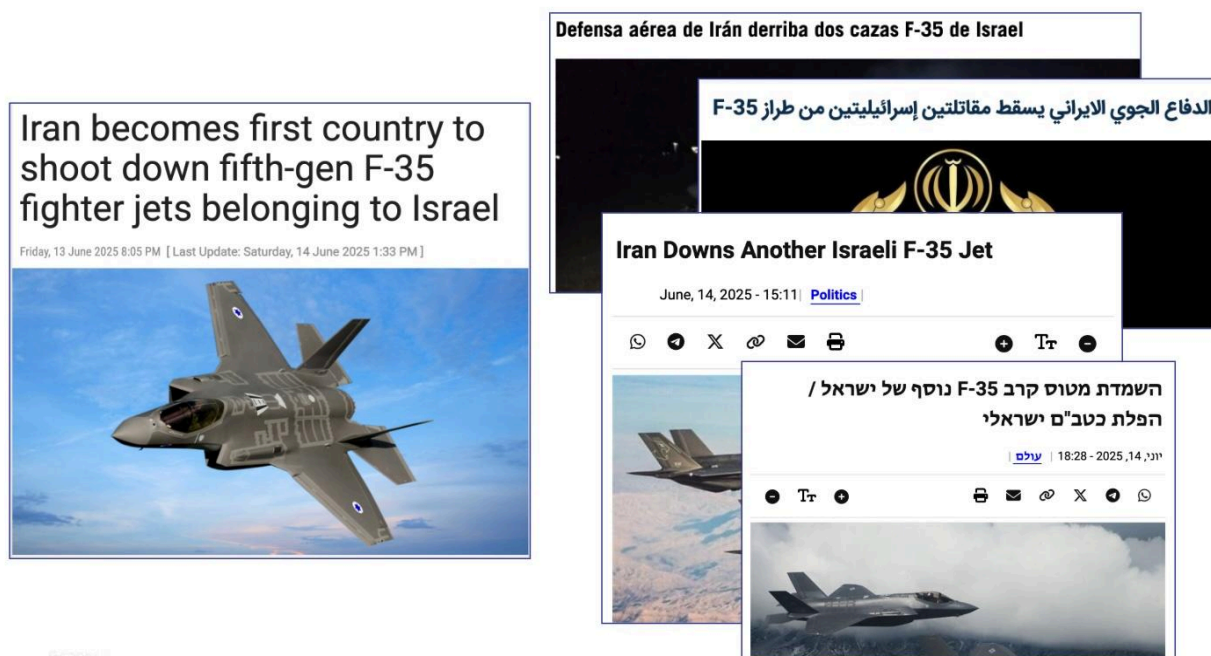 Iran becomes first country to
shoot down fifth-gen F-35
fighter jets belonging to Israel
Friday, 13 June 2025 8:05 PM [ Last Update: Saturday, 14 June 2025 1:33 PM ]
Defensa aérea de Irán derriba dos cazas F-35 de Israel
الدفاع الجوي الايراني يسقط مقاتلتين إسرائيليتين من طراز F-35
Iran Downs Another Israeli F-35 Jet
June, 14, 2025 - 15:11| Politics |
TT
השמדת מטוס קרב F-35 נוסף של ישראל /
הפלת כטב"ם ישראלי
יוני, 14, 2025 - 18:28 | עולם |
TT